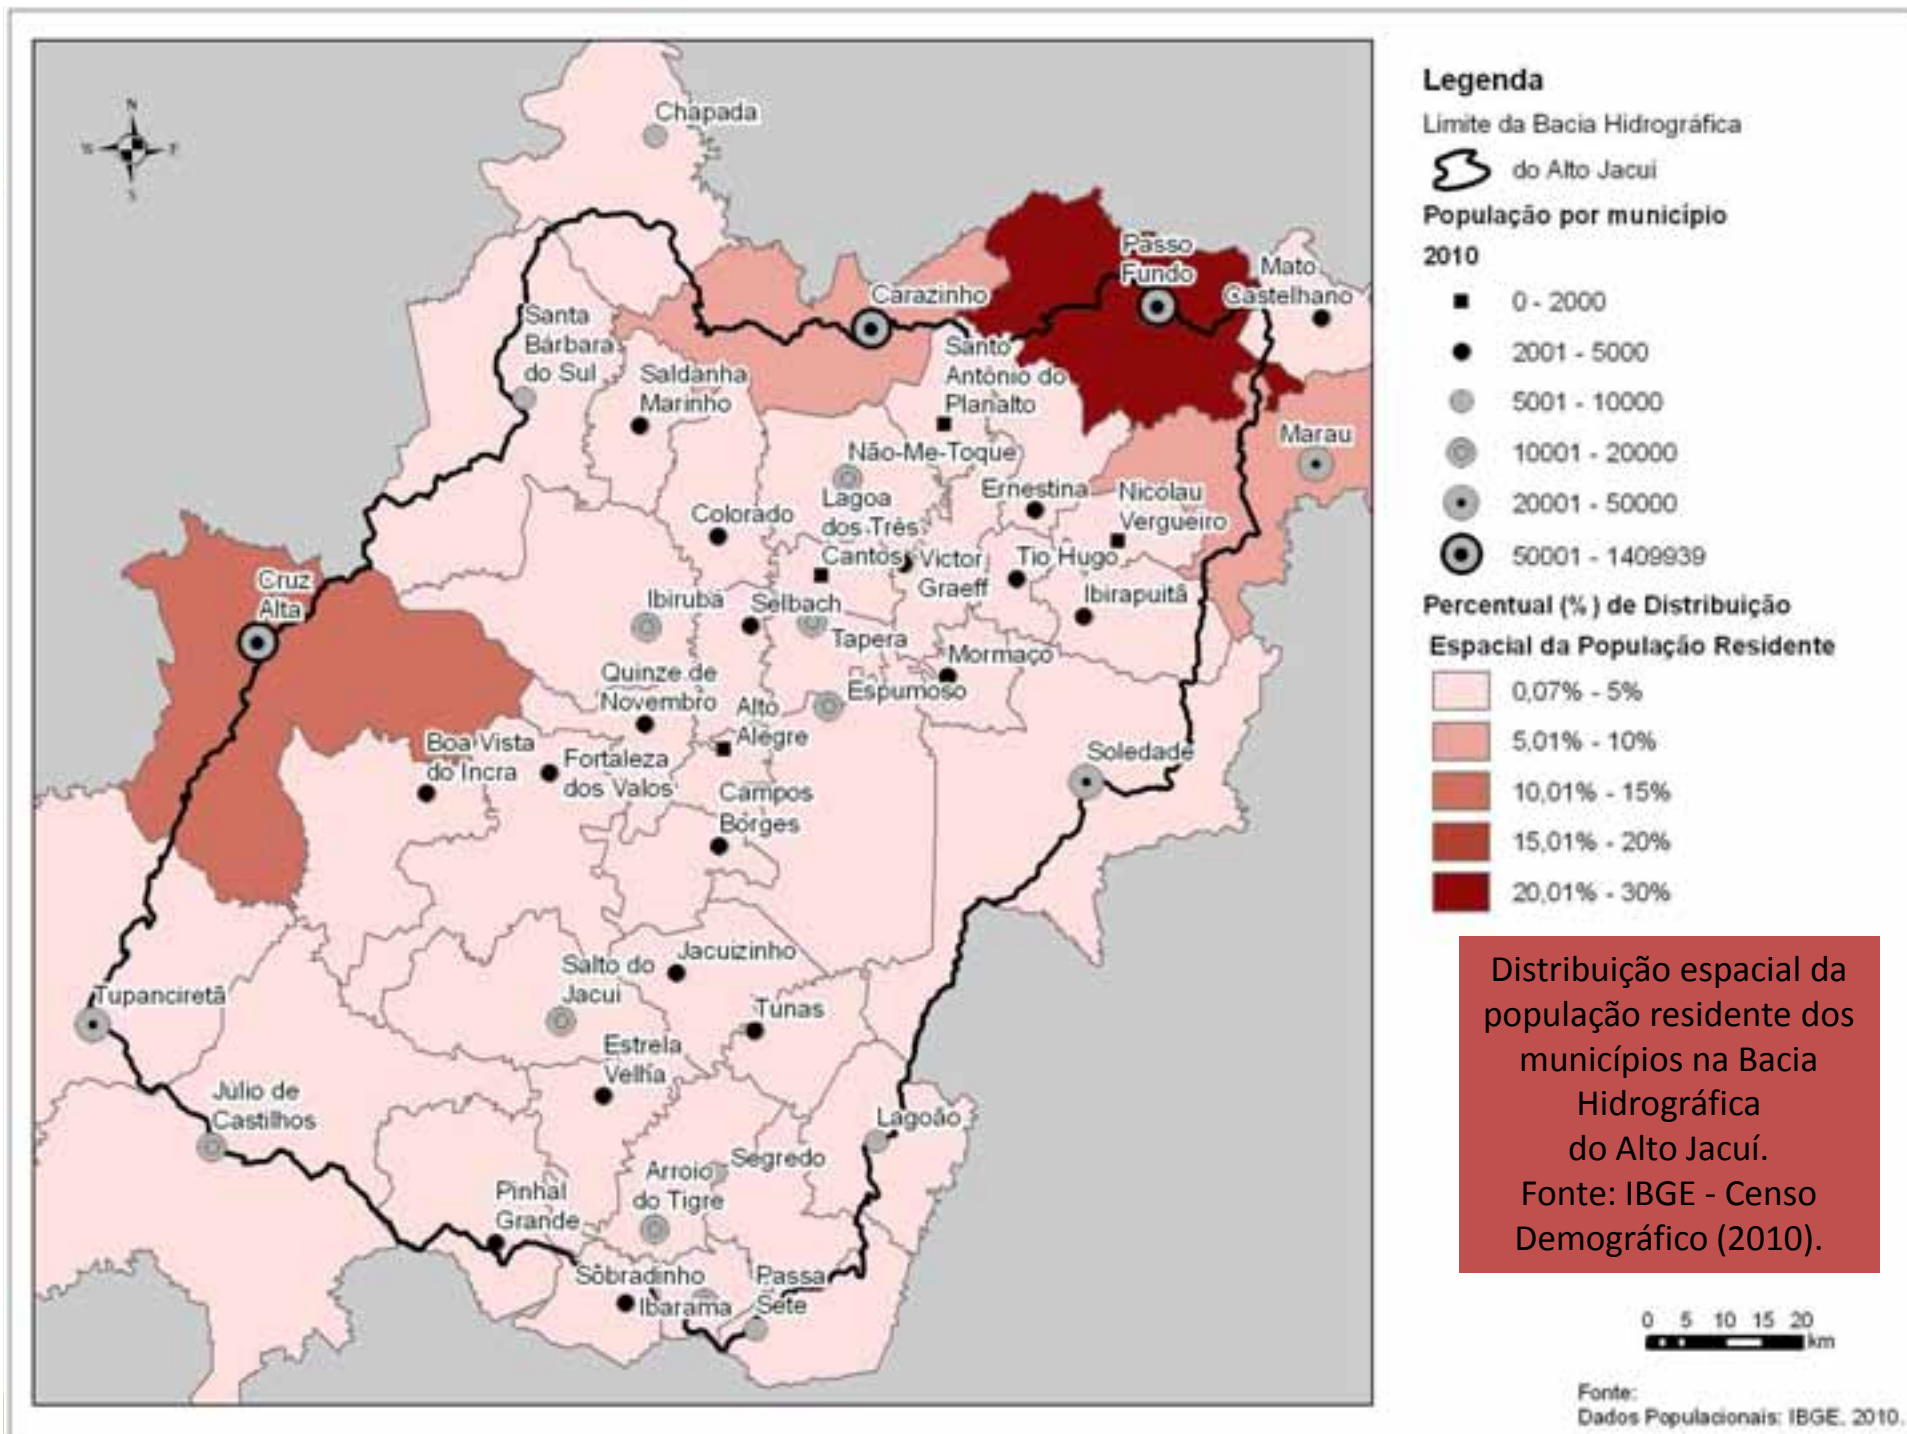 N
W
S
Chapada
Passo
Fundo
Mato
Castelhano
Carazinho
Santa
Bárbara
do Sul
Saldanha
Marinho
Santo
Antônio do
Planalto
Marau
Não-Me-Toque
Lagoa
dos Três
Cantos
Ernestina
Nicolau
Vergueiro
Colorado
Victor
Graeff
Tio Hugo
Ibirapuitã
Cruz
Alta
Ibirubá
Selbach
Tapera
Mormaço
Quinze de
Novembro
Espumoso
Alto
Alegre
Boa Vista
do Incra
Fortaleza
dos Valos
Soledade
Campos
Borges
Tupanciretã
Salto do
Jacuí
Jacuizinho
Tunas
Estrela
Velha
Júlio de
Castilhos
Lagoão
Segredo
Arroio
do Tigre
Pinhal
Grande
Sobradinho
Ibarama
Passa
Sete
Legenda
Limite da Bacia Hidrográfica
do Alto Jacuí
População por município
2010
0 - 2000
2001 - 5000
5001 - 10000
10001 - 20000
20001 - 50000
50001 - 1409939
Percentual (%) de Distribuição
Espacial da População Residente
0,07% - 5%
5,01% - 10%
10,01% - 15%
15,01% - 20%
20,01% - 30%
Distribuição espacial da
população residente dos
municípios na Bacia
Hidrográfica
do Alto Jacuí.
Fonte: IBGE - Censo
Demográfico (2010).
0 5 10 15 20
km
Fonte:
Dados Populacionais: IBGE, 2010.